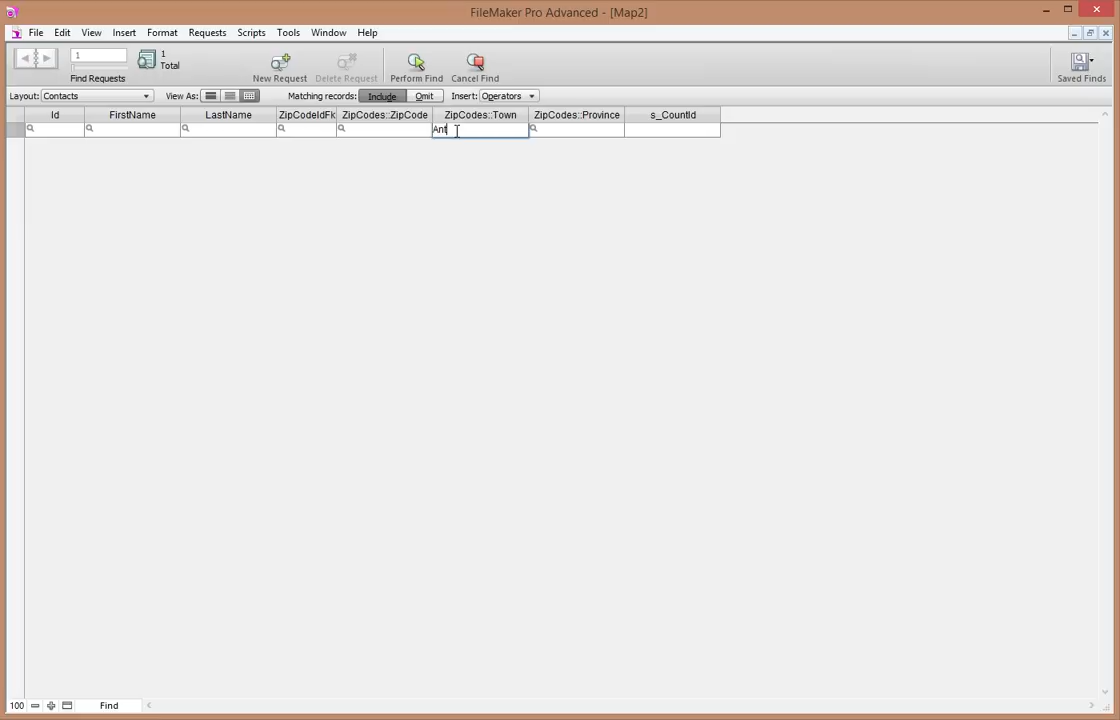 FileMaker Pro Advanced - [Map2]
File Edit View Insert Format Requests Scripts Tools Window Help
1
1
Total
Find Requests
New Request
Delete Request
Perform Find
Cancel Find
Saved Finds
Layout: Contacts View As: Matching records: Include Omit Insert: Operators
Id FirstName LastName ZipCodeIdFk ZipCodes::ZipCode ZipCodes::Town ZipCodes::Province s_CountId
Ant
100 Find